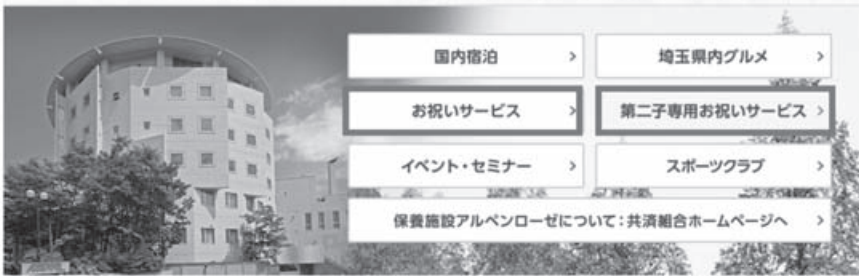 国内宿泊 >
埼玉県内グルメ >
お祝いサービス >
第二子専用お祝いサービス >
イベント・セミナー >
スポーツクラブ >
保養施設アルペンローゼについて:共済組合ホームページへ >